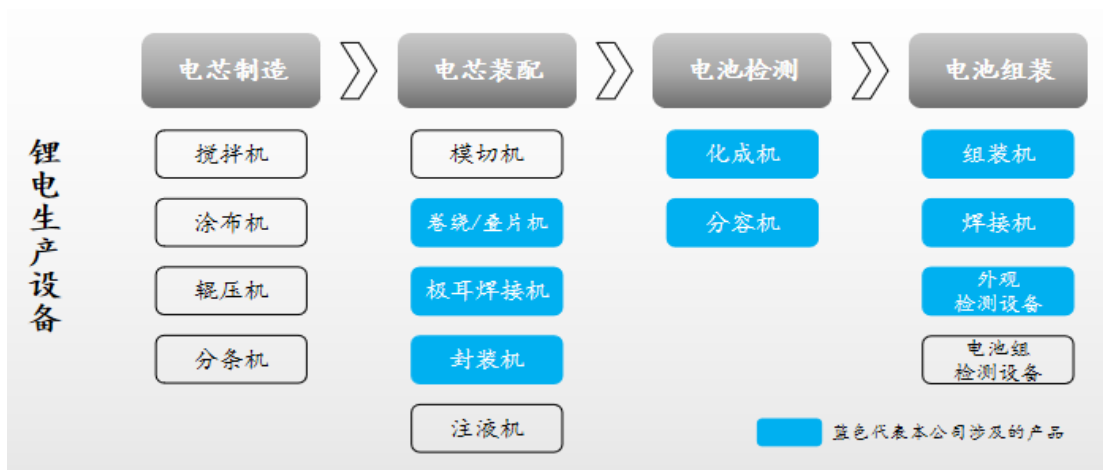 锂电生产设备
电芯制造
电芯装配
电池检测
电池组装
搅拌机
模切机
化成机
组装机
涂布机
卷绕/叠片机
分容机
焊接机
辊压机
极耳焊接机
外观
检测设备
分条机
封装机
电池组
检测设备
注液机
蓝色代表本公司涉及的产品